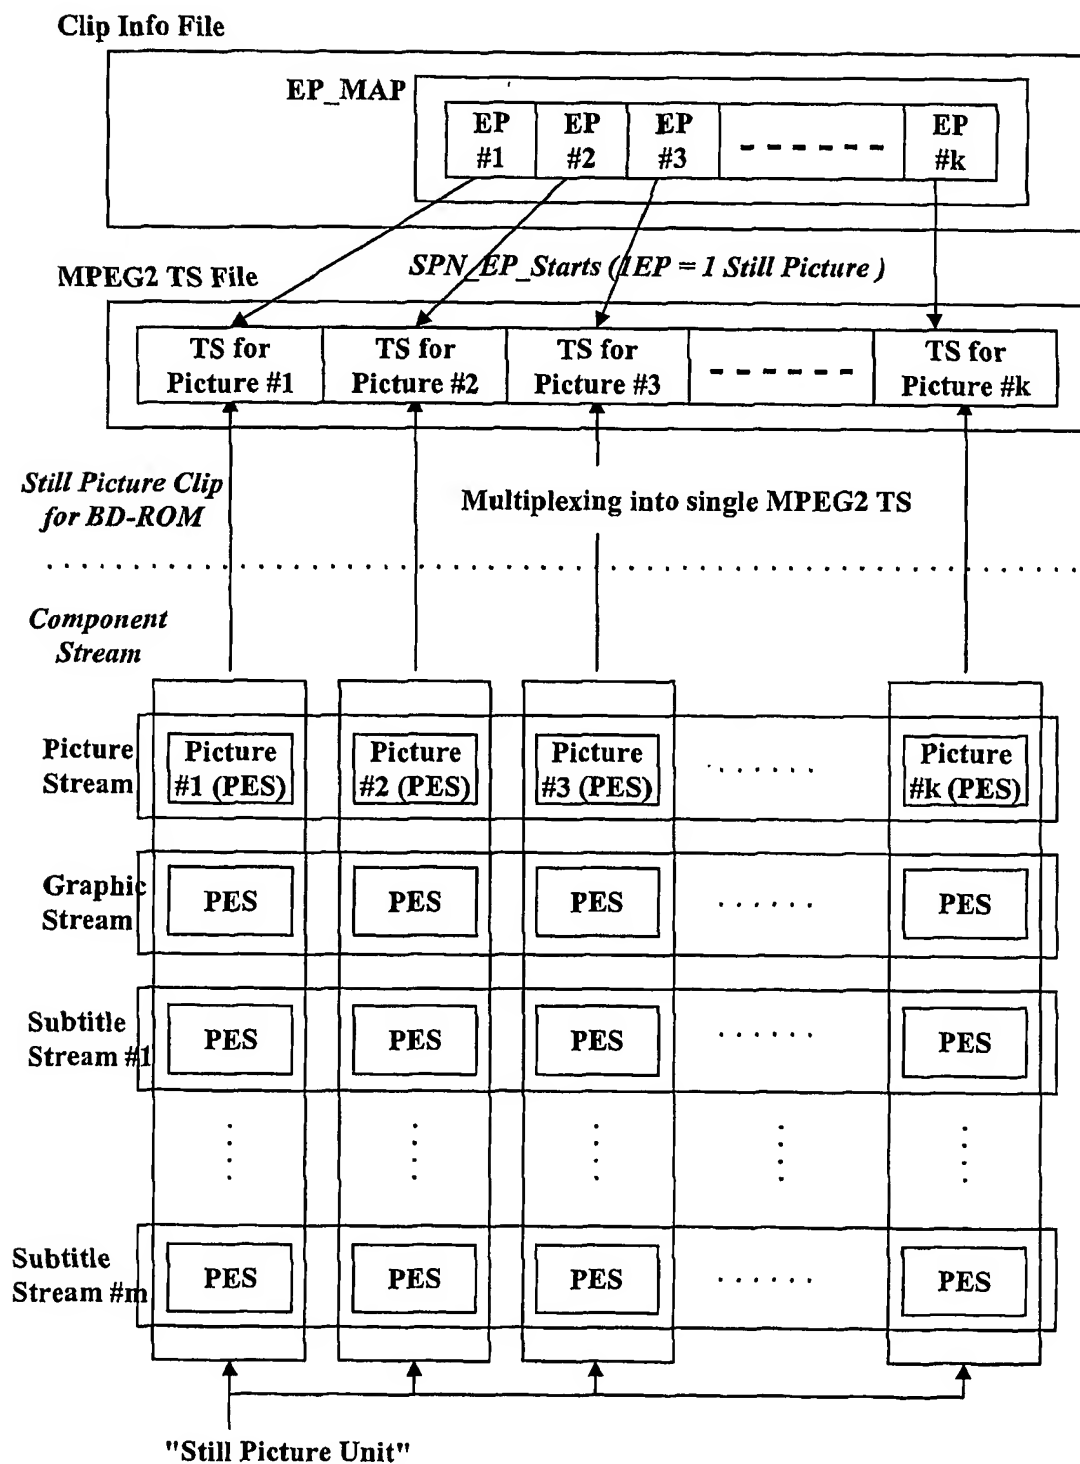 Clip Info File
EP_MAP
EP #1
EP #2
EP #3
EP #k
SPN_EP_Starts (1EP = 1 Still Picture )
MPEG2 TS File
TS for Picture #1
TS for Picture #2
TS for Picture #3
TS for Picture #k
Still Picture Clip
for BD-ROM
Multiplexing into single MPEG2 TS
Component
Stream
Picture
Stream
Picture #1 (PES)
Picture #2 (PES)
Picture #3 (PES)
Picture #k (PES)
Graphic
Stream
PES
PES
PES
PES
Subtitle
Stream #1
PES
PES
PES
PES
Subtitle
Stream #m
PES
PES
PES
PES
"Still Picture Unit"